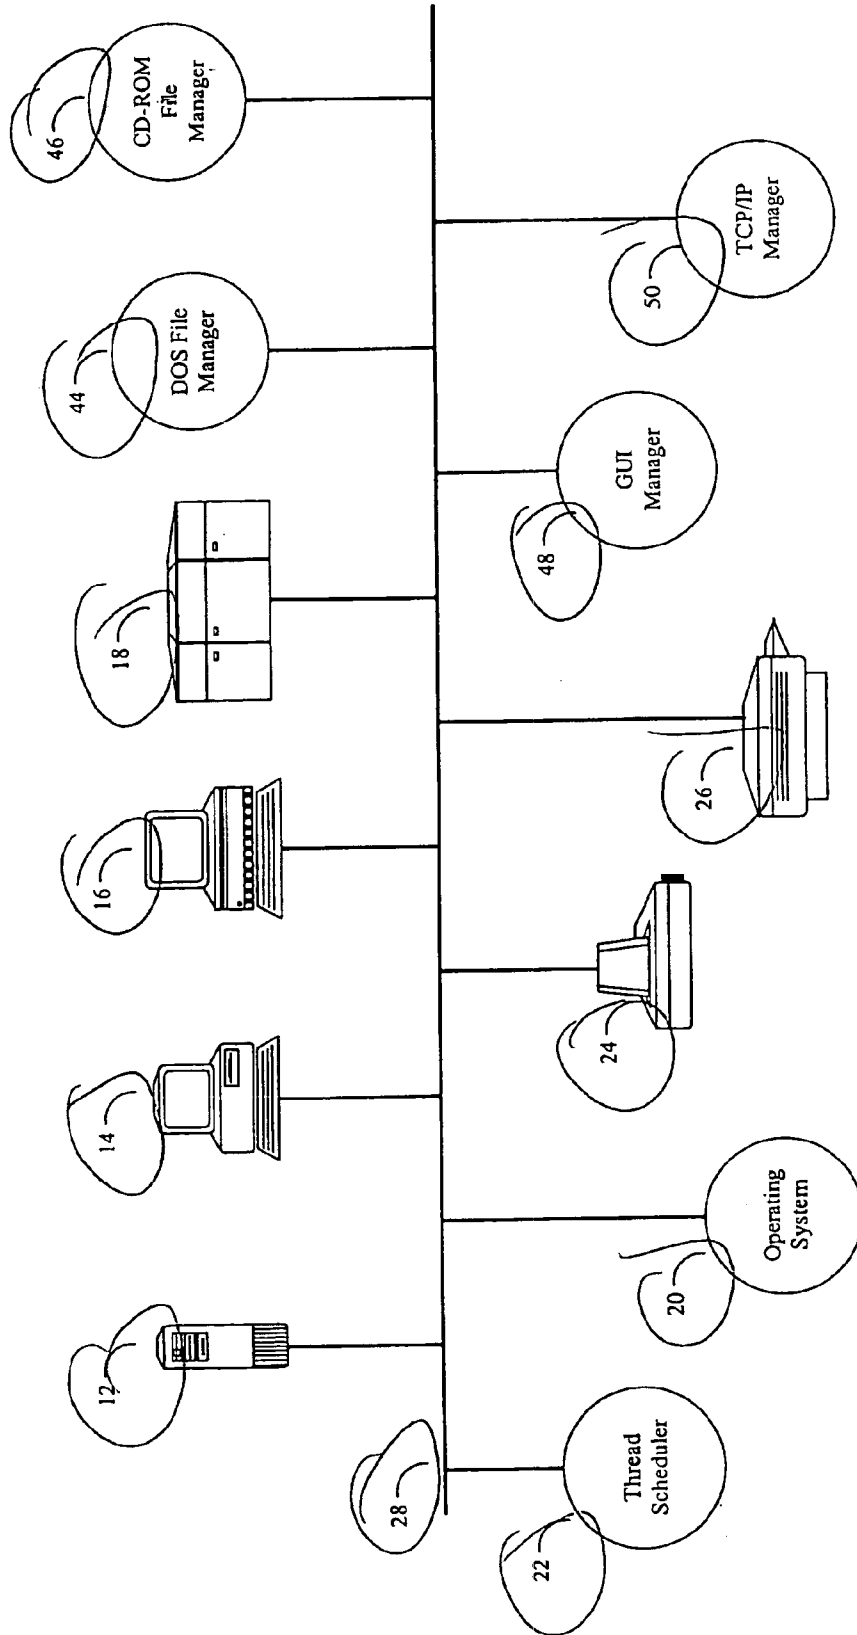 12
14
16
18
44
DOS File
Manager
46
CD-ROM
File
Manager
28
22
Thread
Scheduler
20
Operating
System
24
26
48
GUI
Manager
50
TCP/IP
Manager